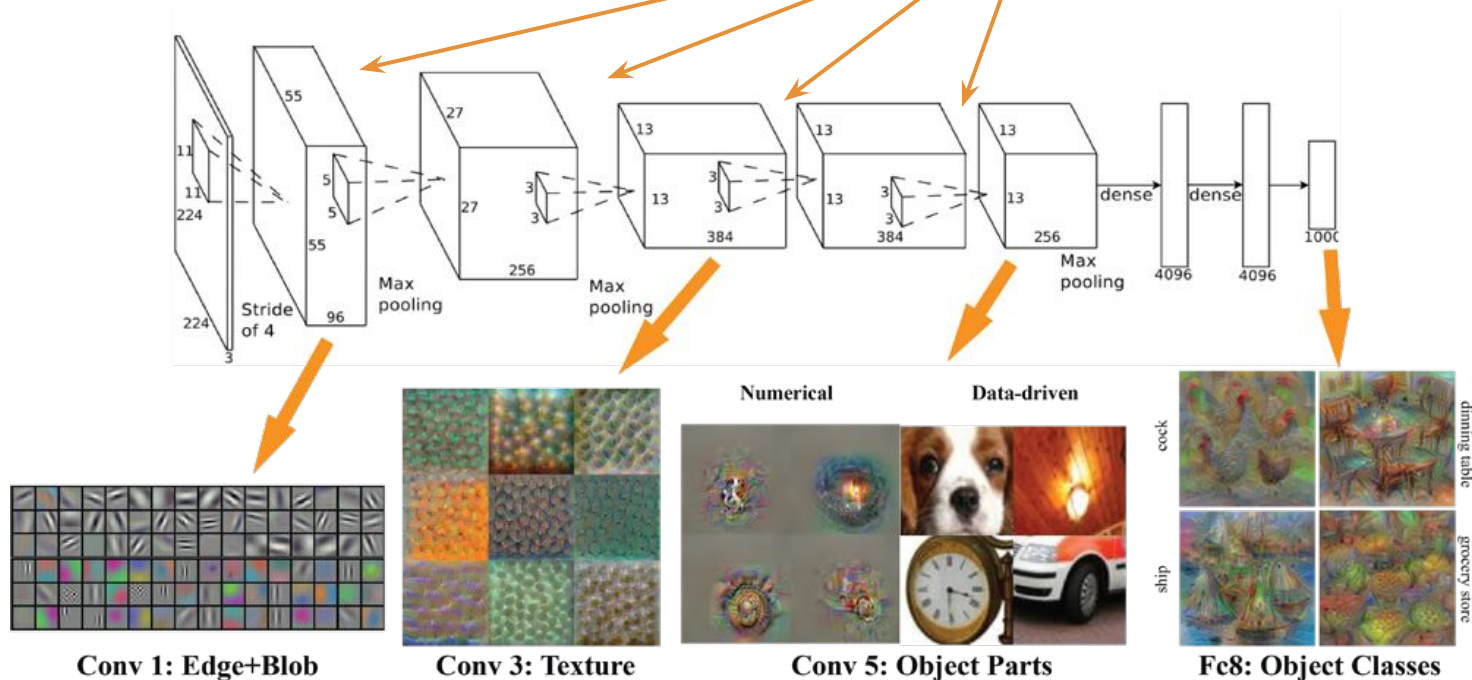 55
27
13
13
13
11
11
5
5
3
3
3
3
3
3
224
55
27
13
13
13
dense
dense
384
384
256
1000
256
4096
4096
Max
pooling
Max
pooling
Max
pooling
Stride
of 4
224
96
3
Numerical
Data-driven
cock
dinning table
ship
grocery store
Conv 1: Edge+Blob
Conv 3: Texture
Conv 5: Object Parts
Fc8: Object Classes